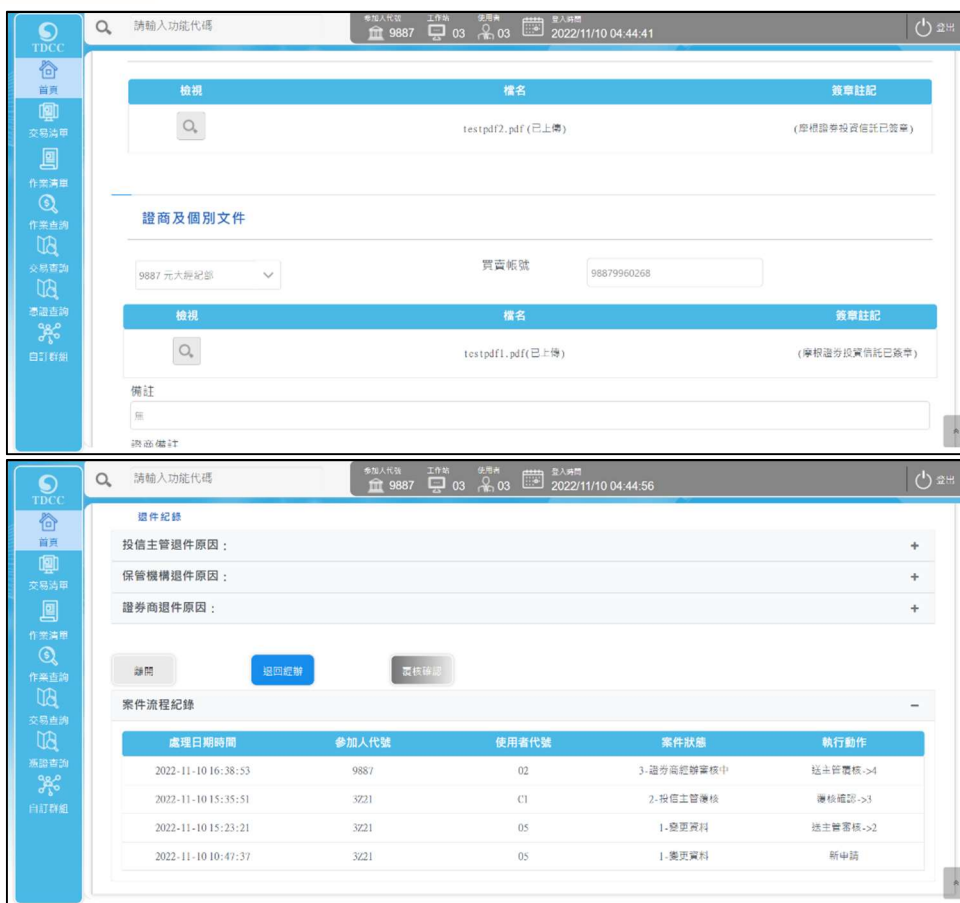 請輸入功能代碼
參加人代號 工作站 使用者 登入時間
9887 03 03 2022/11/10 04:44:41
登出
TDCC
首頁
交易清單
作業清單
作業查詢
交易查詢
憑證查詢
自訂群組
檢視 檔名 簽章註記
testpdf2.pdf (已上傳) (摩根證券投資信託已簽章)
證商及個別文件
9887 元大經紀部 買賣帳號 98879960268
檢視 檔名 簽章註記
testpdf1.pdf(已上傳) (摩根證券投資信託已簽章)
備註
無
證商備註
請輸入功能代碼
參加人代號 工作站 使用者 登入時間
9887 03 03 2022/11/10 04:44:56
登出
TDCC
首頁
交易清單
作業清單
作業查詢
交易查詢
憑證查詢
自訂群組
退件紀錄
投信主管退件原因：
保管機構退件原因：
證券商退件原因：
離開 退回經辦 覆核確認
案件流程紀錄
處理日期時間 參加人代號 使用者代號 案件狀態 執行動作
2022-11-10 16:38:53 9887 02 3-證券商經辦審核中 送主管覆核->4
2022-11-10 15:35:51 3Z21 C1 2-投信主管覆核 覆核確認->3
2022-11-10 15:23:21 3Z21 05 1-變更資料 送主管審核->2
2022-11-10 10:47:37 3Z21 05 1-變更資料 新申請